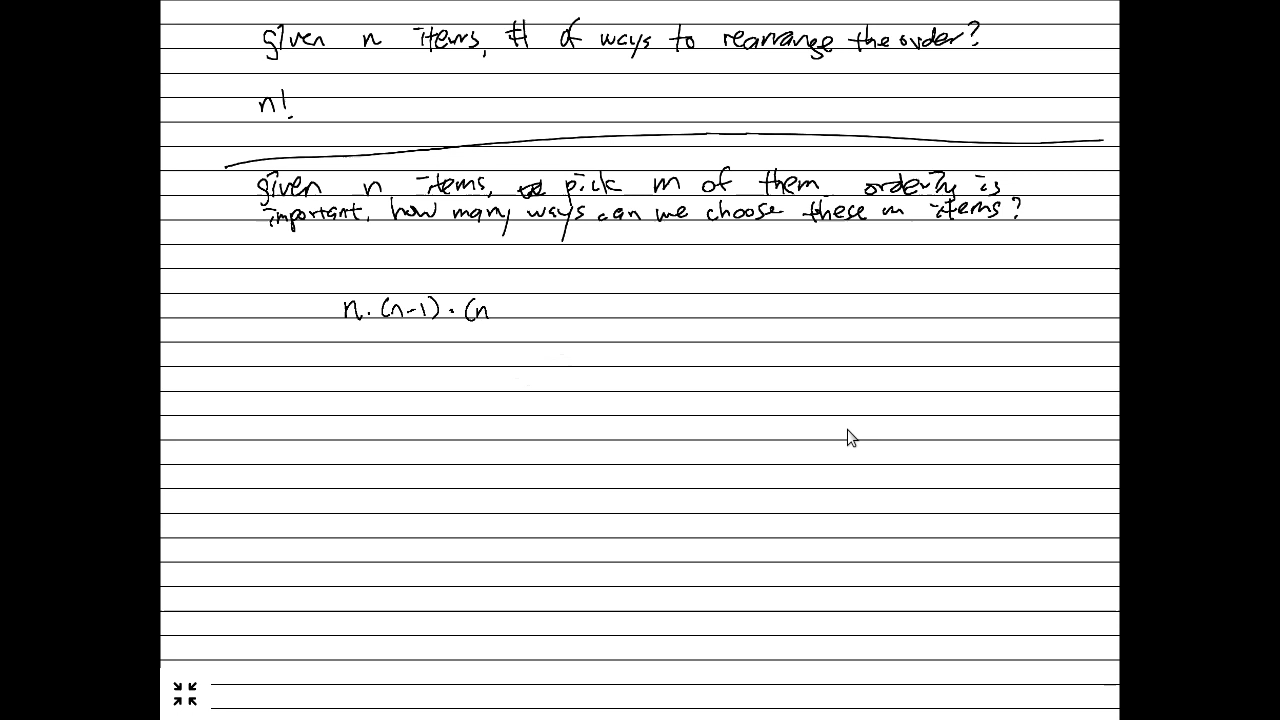 given n items, # of ways to rearrange the order?
n!
given n items, pick m of them ordering is
important. how many ways can we choose these m items?
n · (n-1) · (n